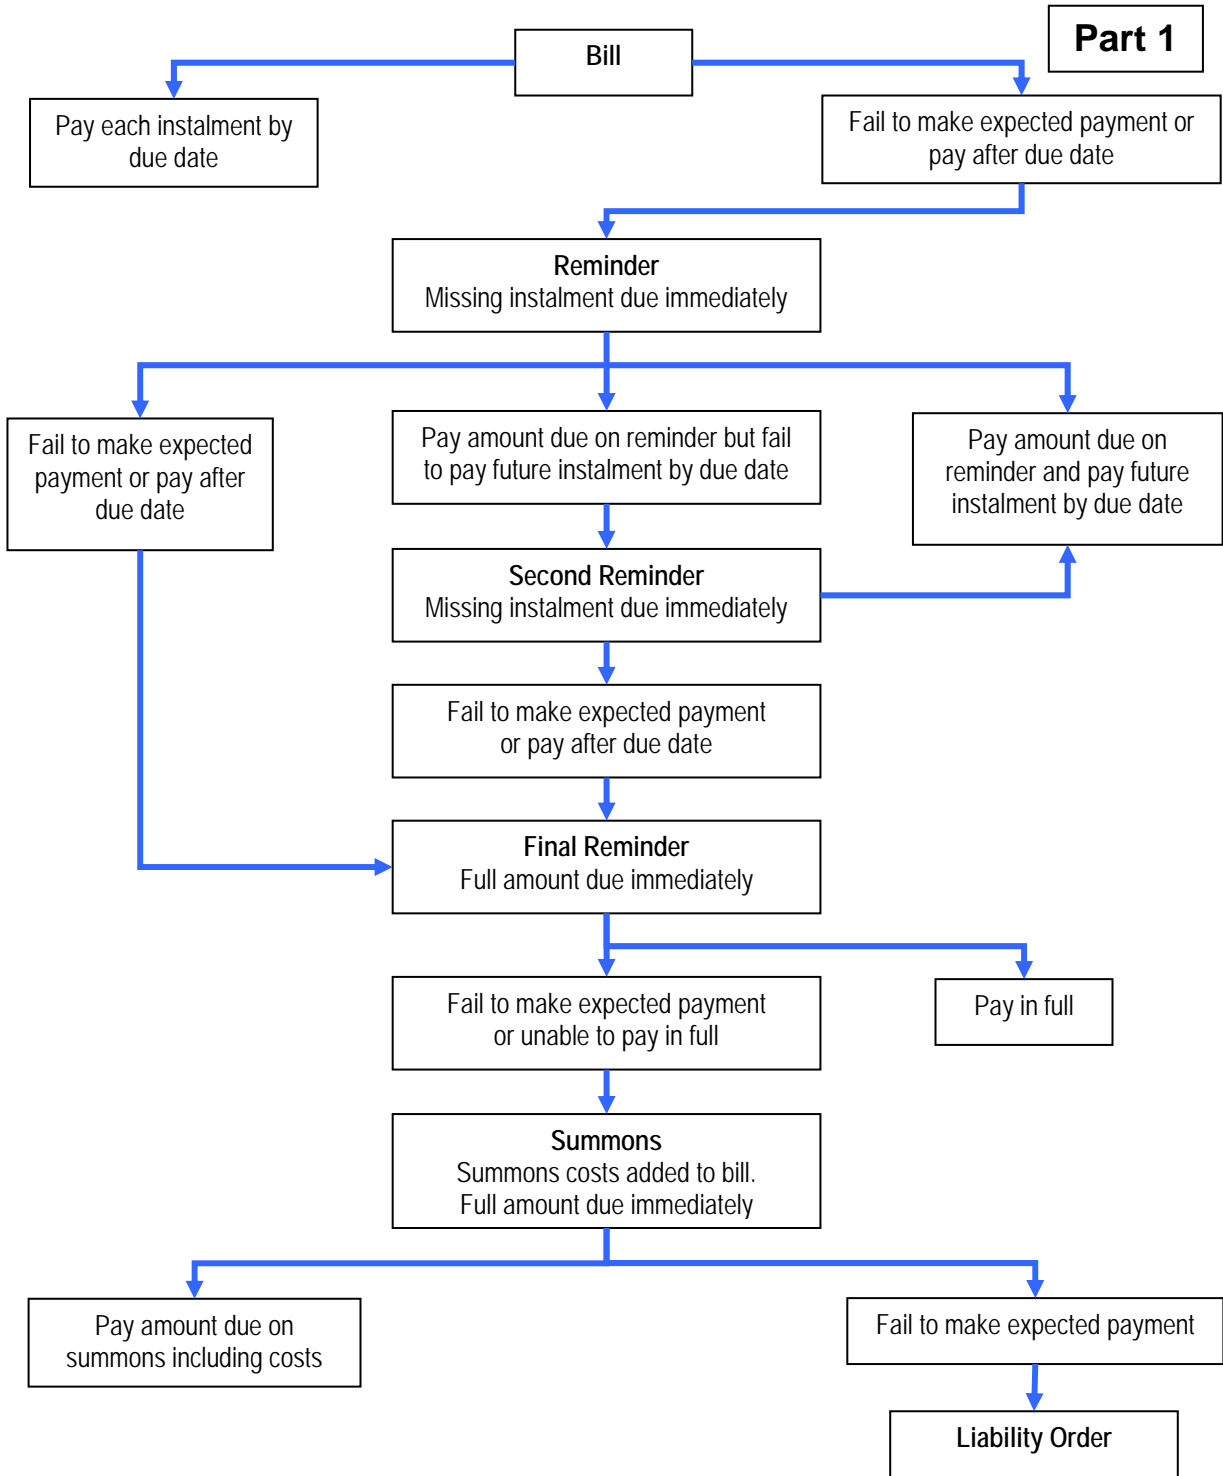 Part 1
Bill
Pay each instalment by
due date
Fail to make expected payment or
pay after due date
Reminder
Missing instalment due immediately
Fail to make expected
payment or pay after
due date
Pay amount due on reminder but fail
to pay future instalment by due date
Pay amount due on
reminder and pay future
instalment by due date
Second Reminder
Missing instalment due immediately
Fail to make expected payment
or pay after due date
Final Reminder
Full amount due immediately
Fail to make expected payment
or unable to pay in full
Pay in full
Summons
Summons costs added to bill.
Full amount due immediately
Pay amount due on
summons including costs
Fail to make expected payment
Liability Order